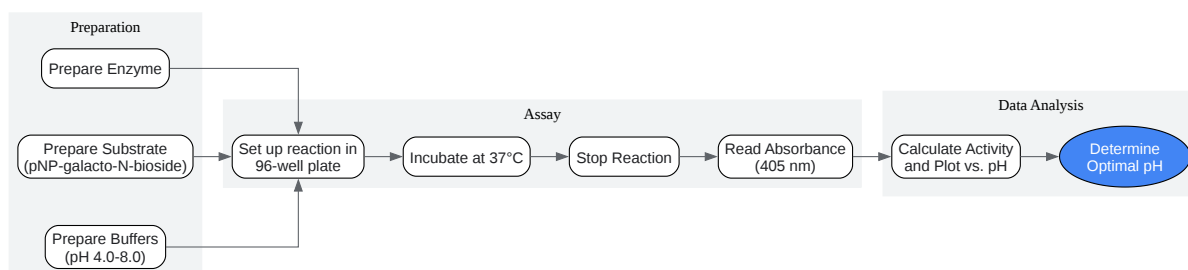 Preparation
Prepare Enzyme
Prepare Substrate
(pNP-galacto-N-bioside)
Prepare Buffers
(pH 4.0-8.0)
Assay
Set up reaction in
96-well plate
Incubate at 37°C
Stop Reaction
Read Absorbance
(405 nm)
Data Analysis
Calculate Activity
and Plot vs. pH
Determine
Optimal pH